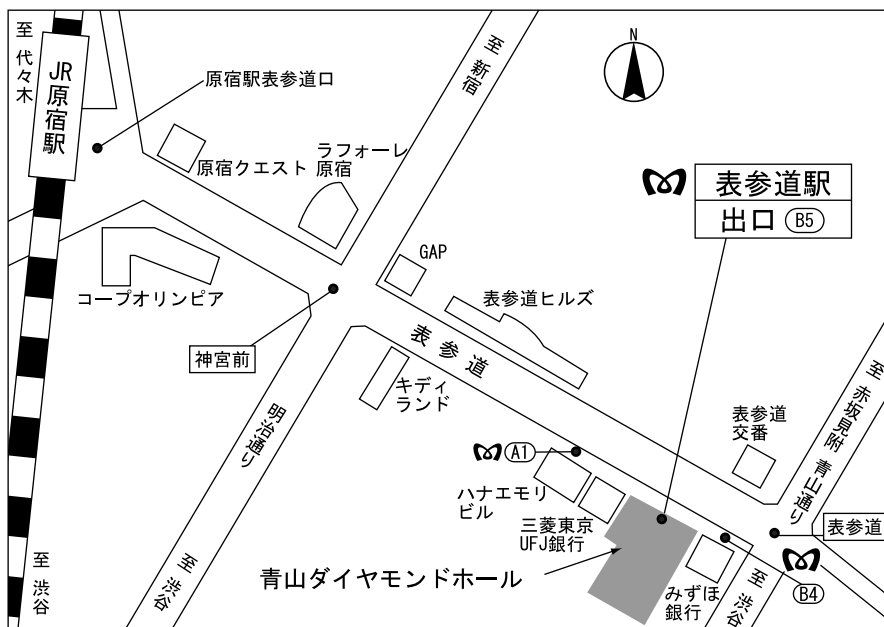 至 代々木
JR原宿駅
原宿駅表参道口
原宿クエスト
ラフォーレ
原宿
至 新宿
N
表参道駅
出口 B5
GAP
コープオリンピア
表参道ヒルズ
神宮前
表参道
キディ
ランド
明治通り
至 赤坂見附
青山通り
表参道
交番
A1
ハナエモリ
ビル
三菱東京
UFJ銀行
表参道
青山ダイヤモンドホール
みずほ
銀行
B4
至 渋谷
至 渋谷
至 渋谷